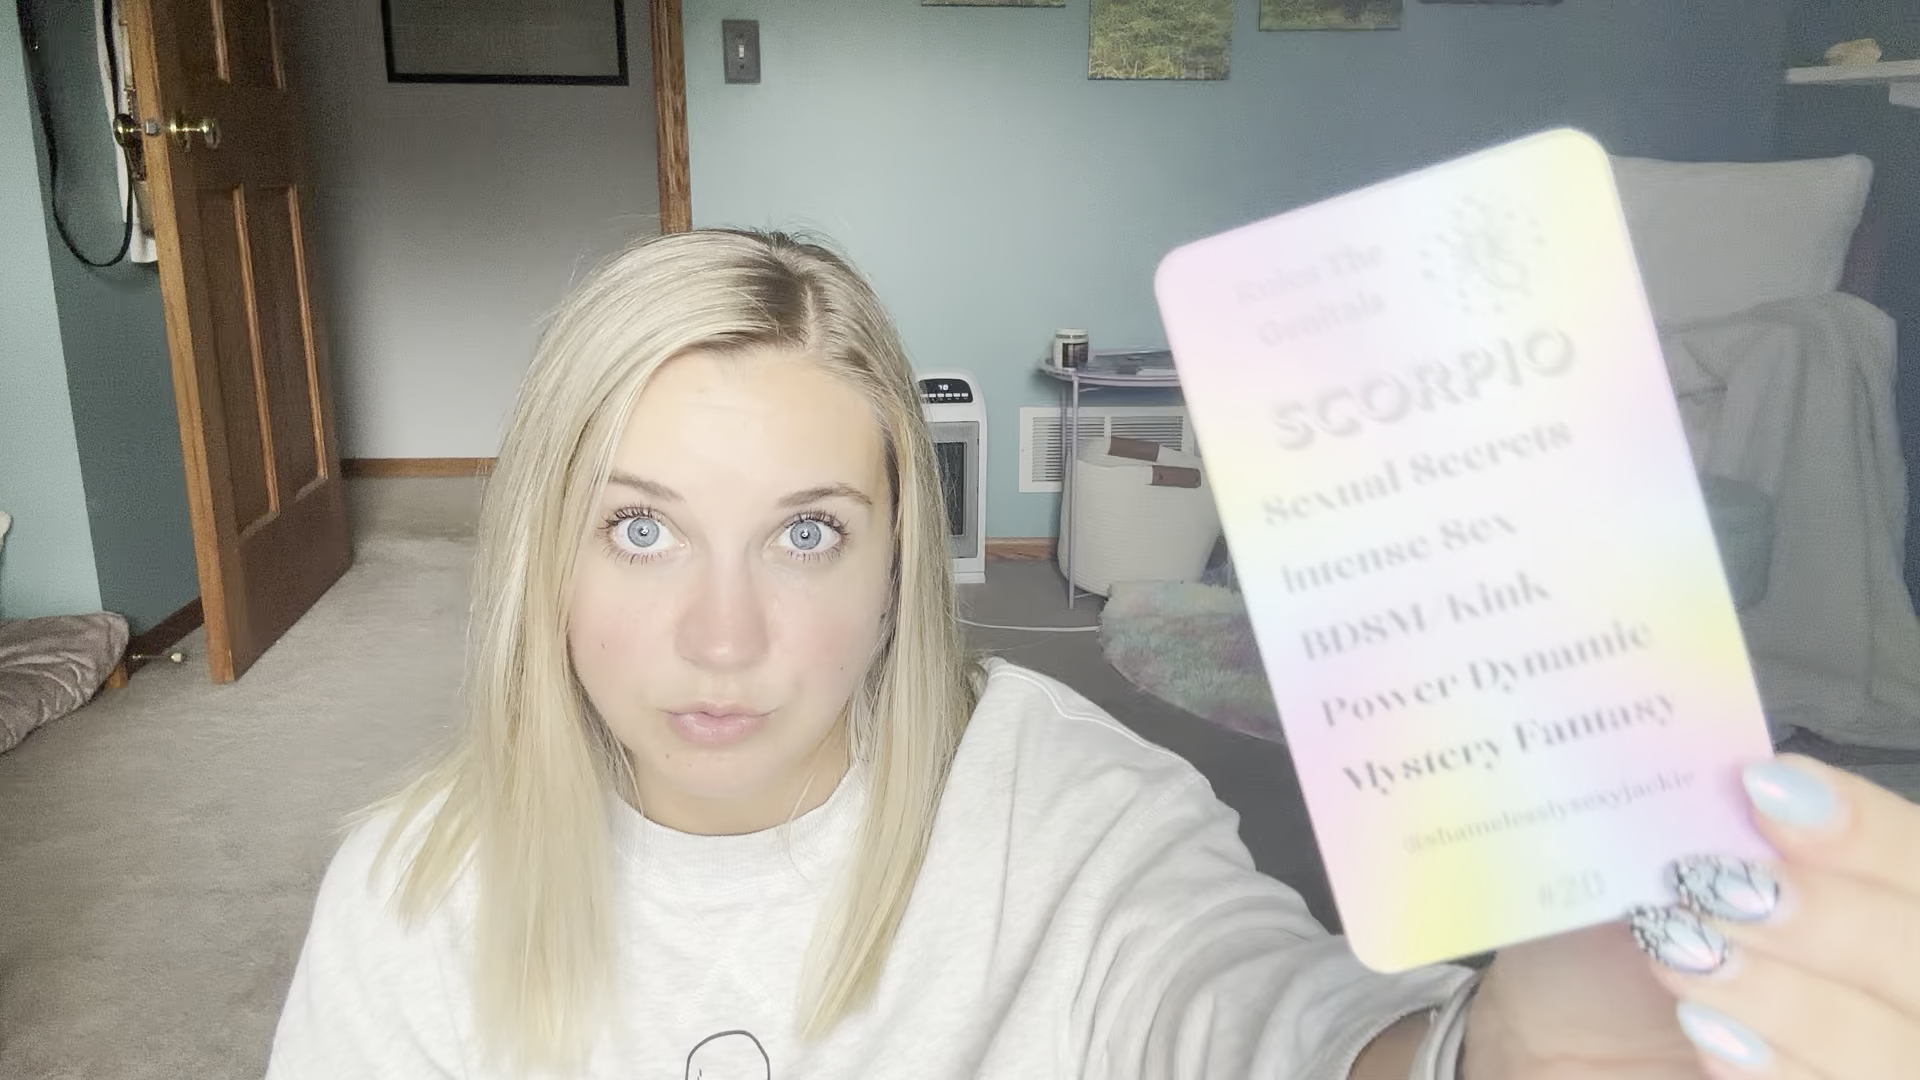 Rules The
Genitals
SCORPIO
Sexual Secrets
Intense Sex
BDSM/Kink
Power Dynamic
Mystery Fantasy
@shamelesslysexyjackie
#20